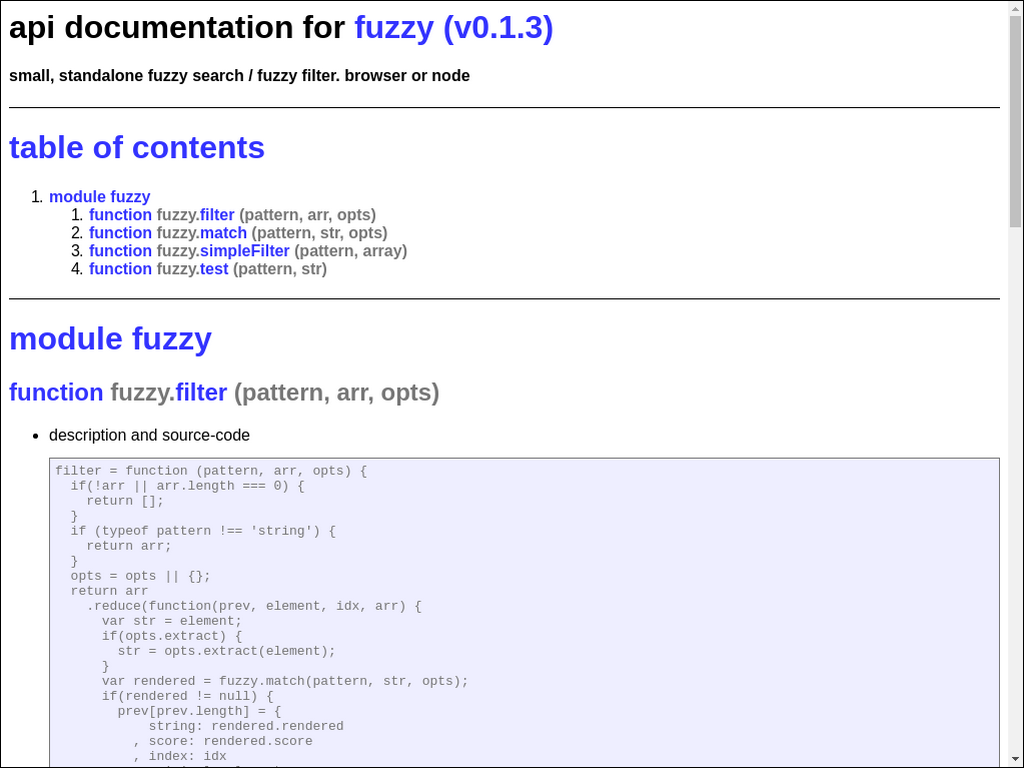 api documentation for fuzzy (v0.1.3)
small, standalone fuzzy search / fuzzy filter. browser or node
table of contents
1. module fuzzy
1. function fuzzy.filter (pattern, arr, opts)
2. function fuzzy.match (pattern, str, opts)
3. function fuzzy.simpleFilter (pattern, array)
4. function fuzzy.test (pattern, str)
module fuzzy
function fuzzy.filter (pattern, arr, opts)
• description and source-code
filter = function (pattern, arr, opts) {
  if(!arr || arr.length === 0) {
    return [];
  }
  if (typeof pattern !== 'string') {
    return arr;
  }
  opts = opts || {};
  return arr
    .reduce(function(prev, element, idx, arr) {
      var str = element;
      if(opts.extract) {
        str = opts.extract(element);
      }
      var rendered = fuzzy.match(pattern, str, opts);
      if(rendered != null) {
        prev[prev.length] = {
            string: rendered.rendered
          , score: rendered.score
          , index: idx